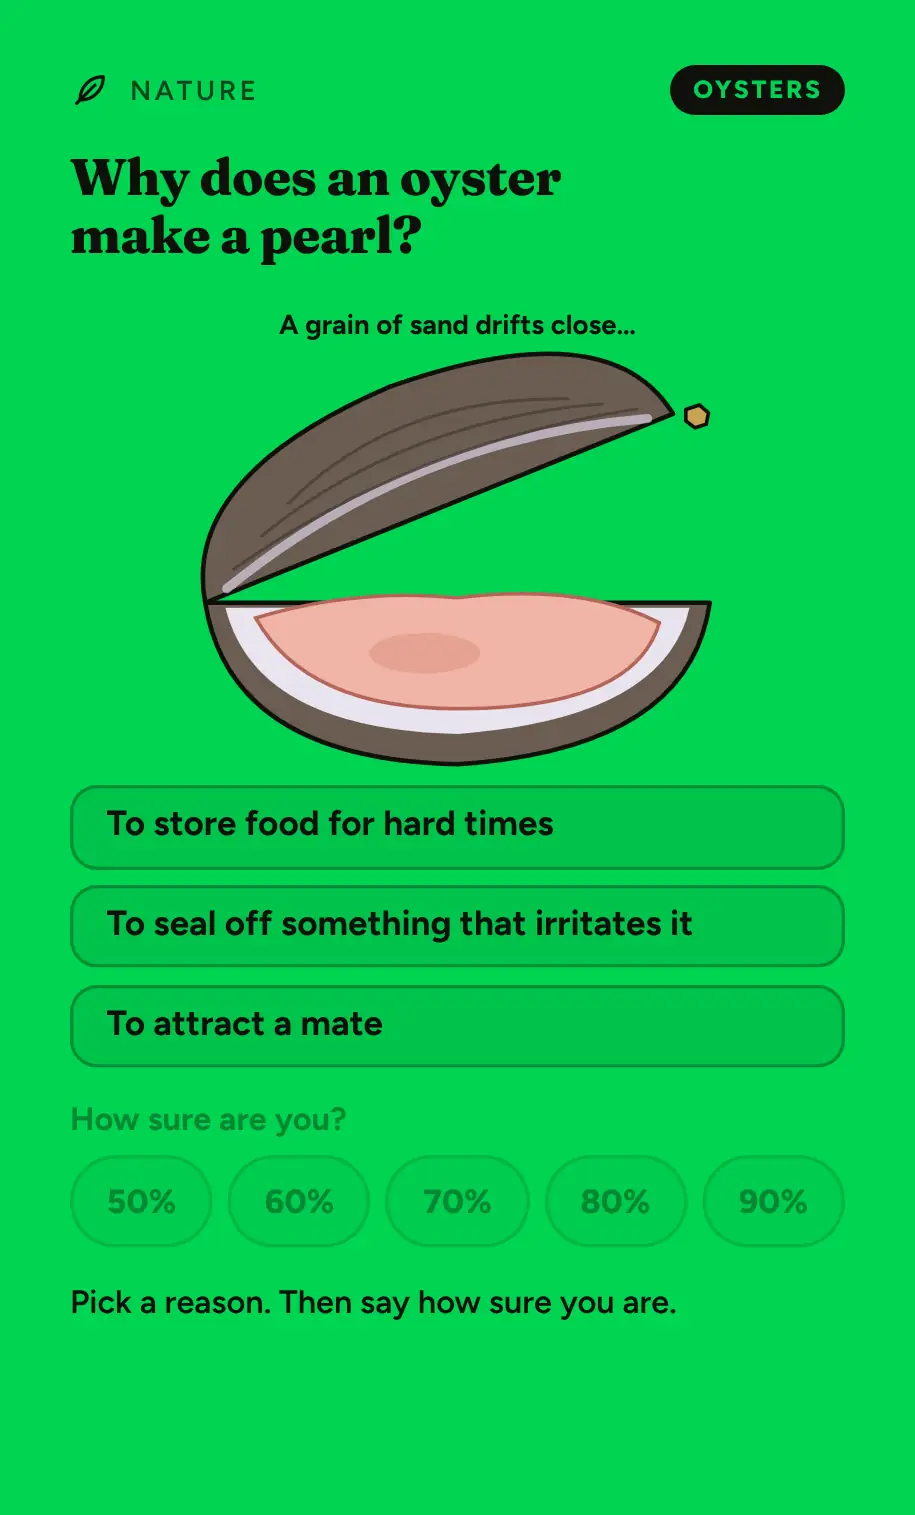 NATURE
OYSTERS
Why does an oyster
make a pearl?
A grain of sand drifts close...
To store food for hard times
To seal off something that irritates it
To attract a mate
How sure are you?
50% 60% 70% 80% 90%
Pick a reason. Then say how sure you are.